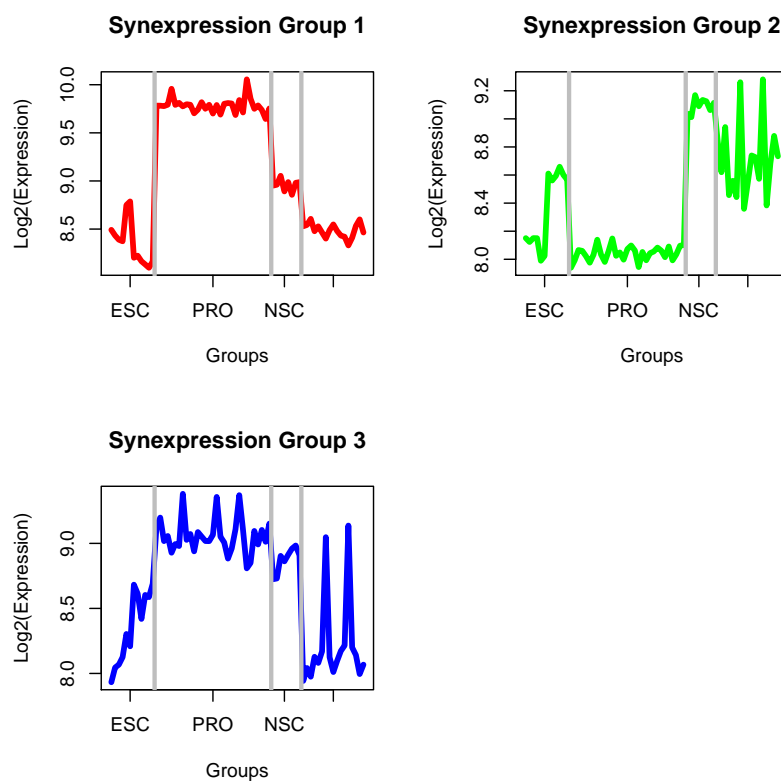 Synexpression Group 1
Log2(Expression)
10.0
9.5
9.0
8.5
ESC PRO NSC
Groups
Synexpression Group 2
Log2(Expression)
9.2
8.8
8.4
8.0
ESC PRO NSC
Groups
Synexpression Group 3
Log2(Expression)
9.0
8.5
8.0
ESC PRO NSC
Groups